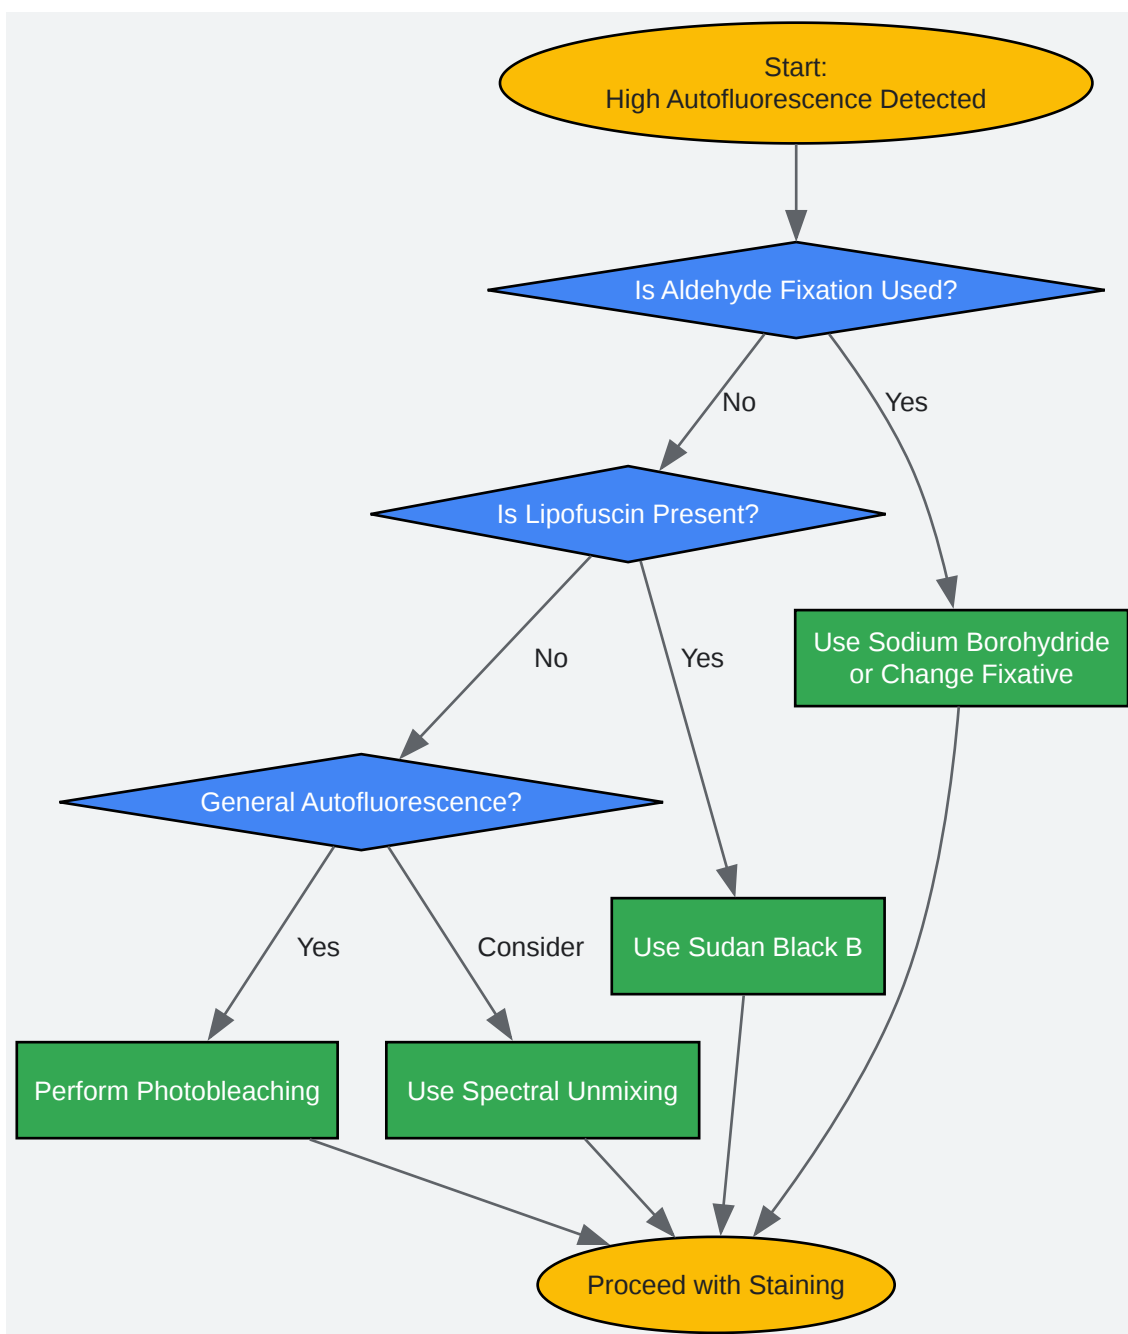 Start:
High Autofluorescence Detected
Is Aldehyde Fixation Used?
No
Yes
Is Lipofuscin Present?
Use Sodium Borohydride
or Change Fixative
No
Yes
General Autofluorescence?
Yes
Consider
Use Sudan Black B
Perform Photobleaching
Use Spectral Unmixing
Proceed with Staining